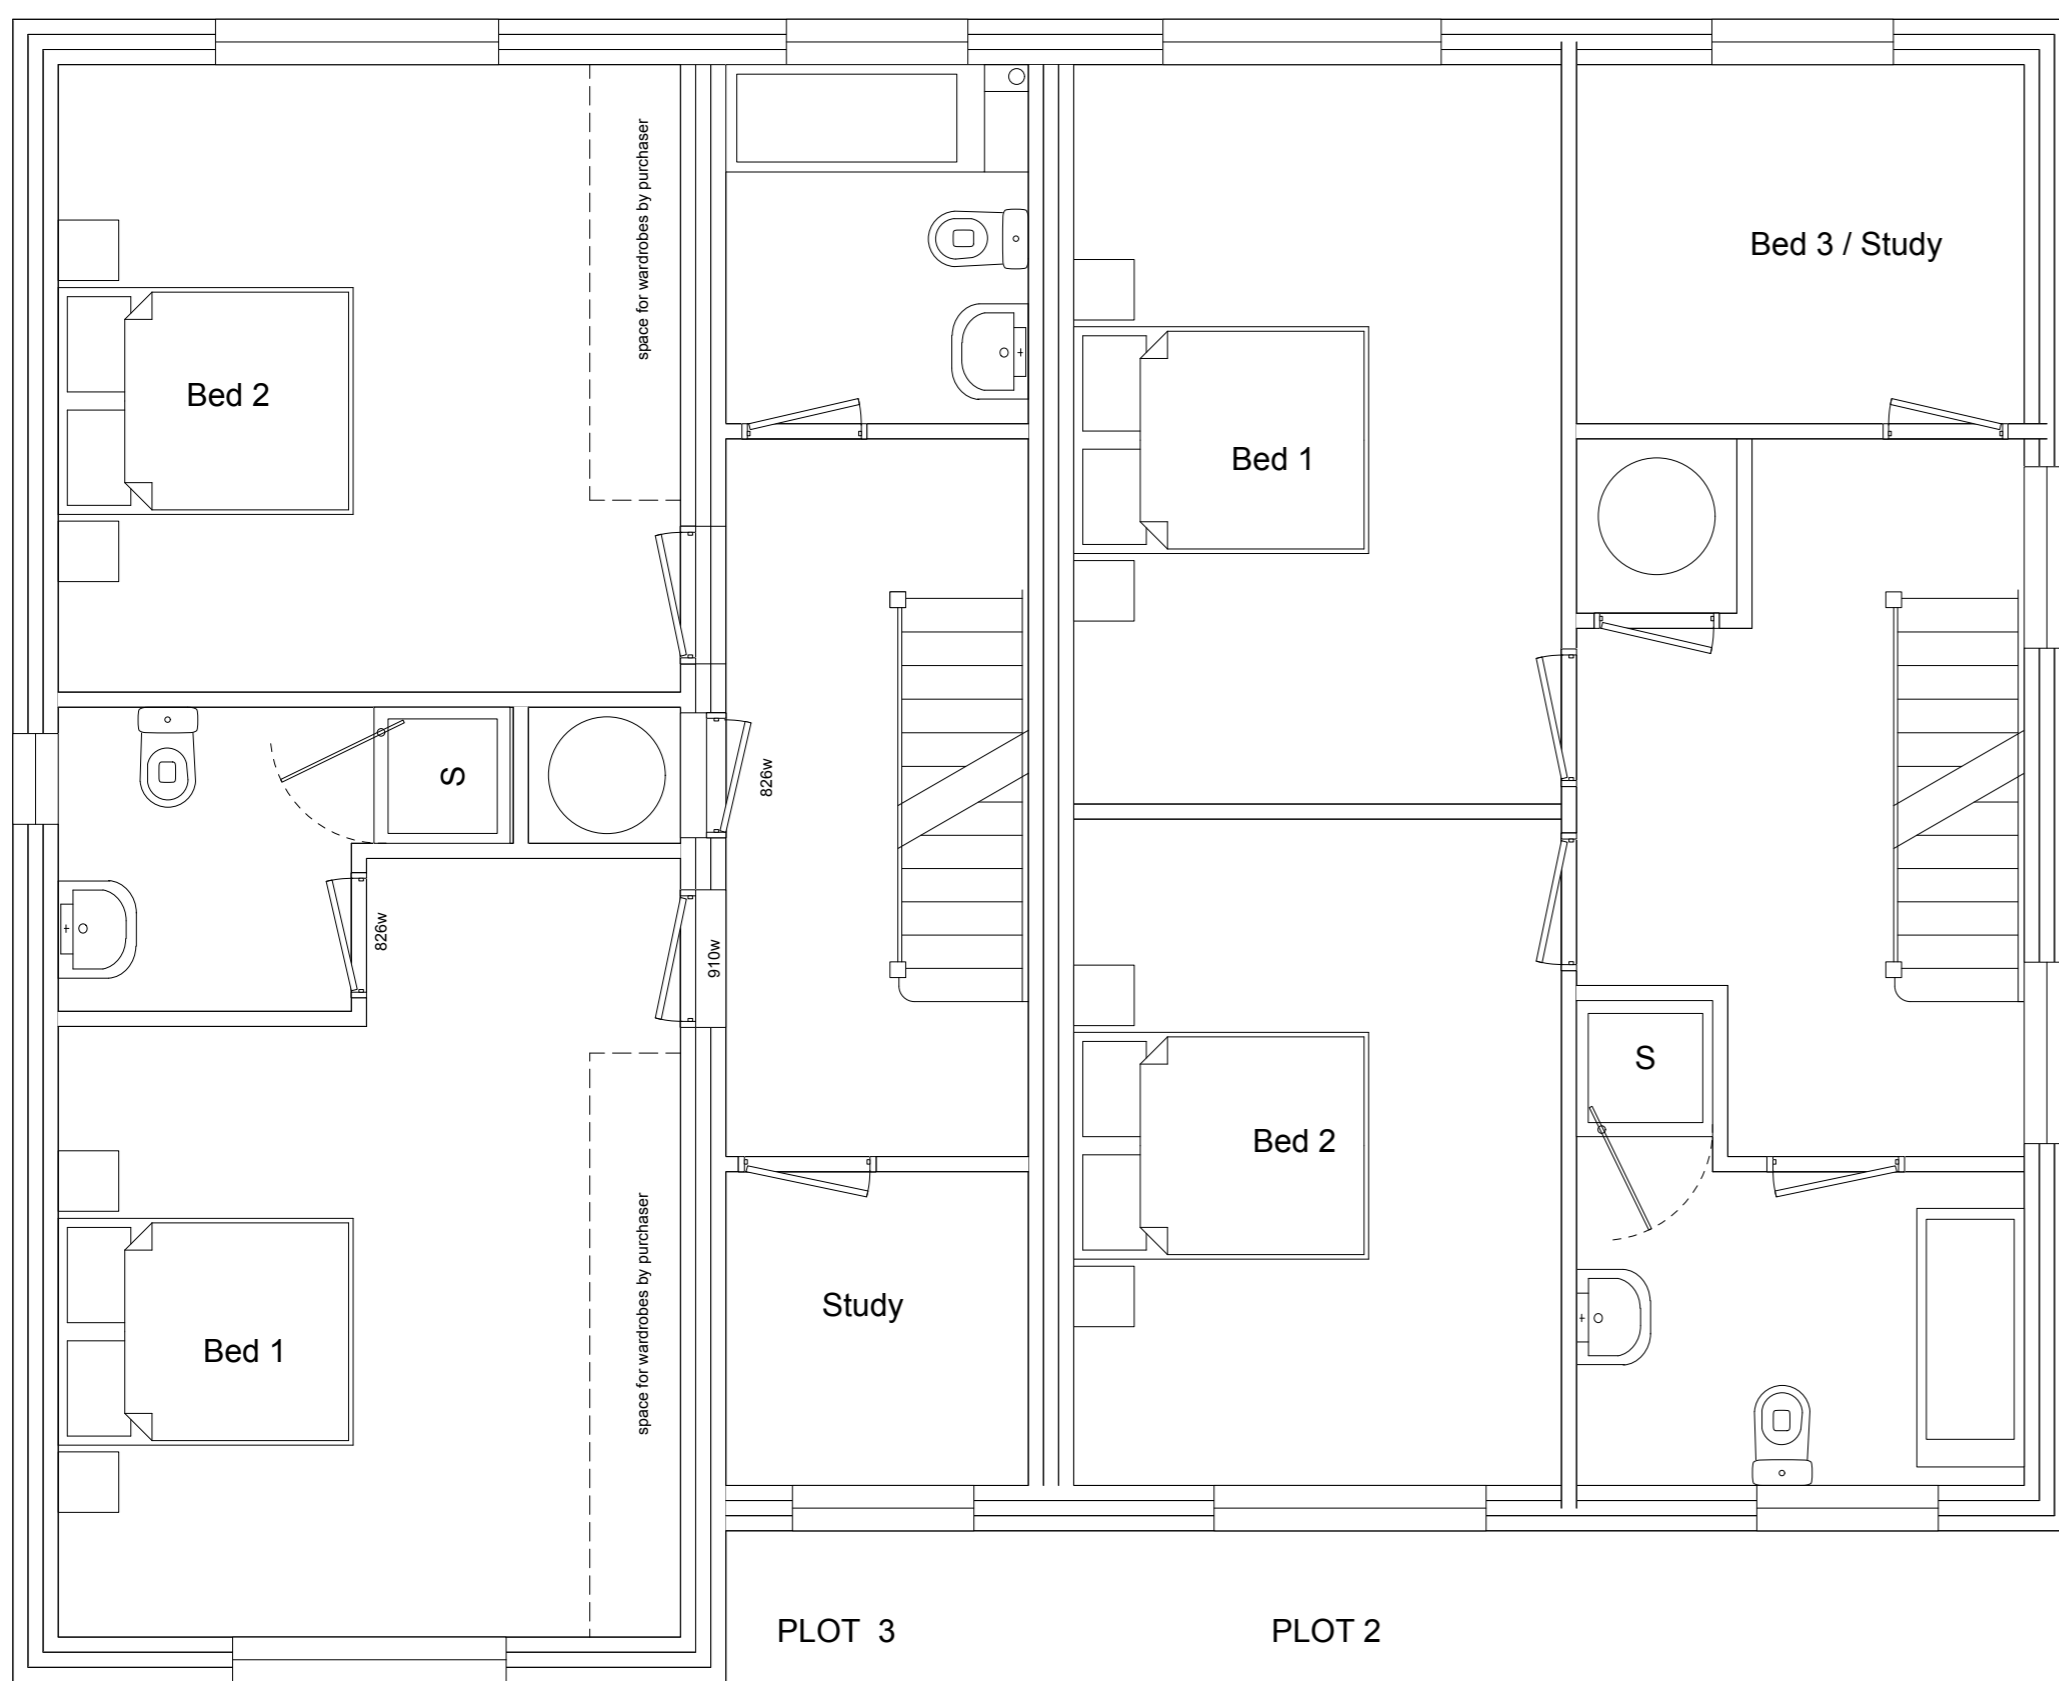 space for wardrobes by purchaser
Bed 3 / Study
Bed 2
Bed 1
S
826w
826w
910w
S
Bed 2
space for wardrobes by purchaser
Study
Bed 1
PLOT 3
PLOT 2